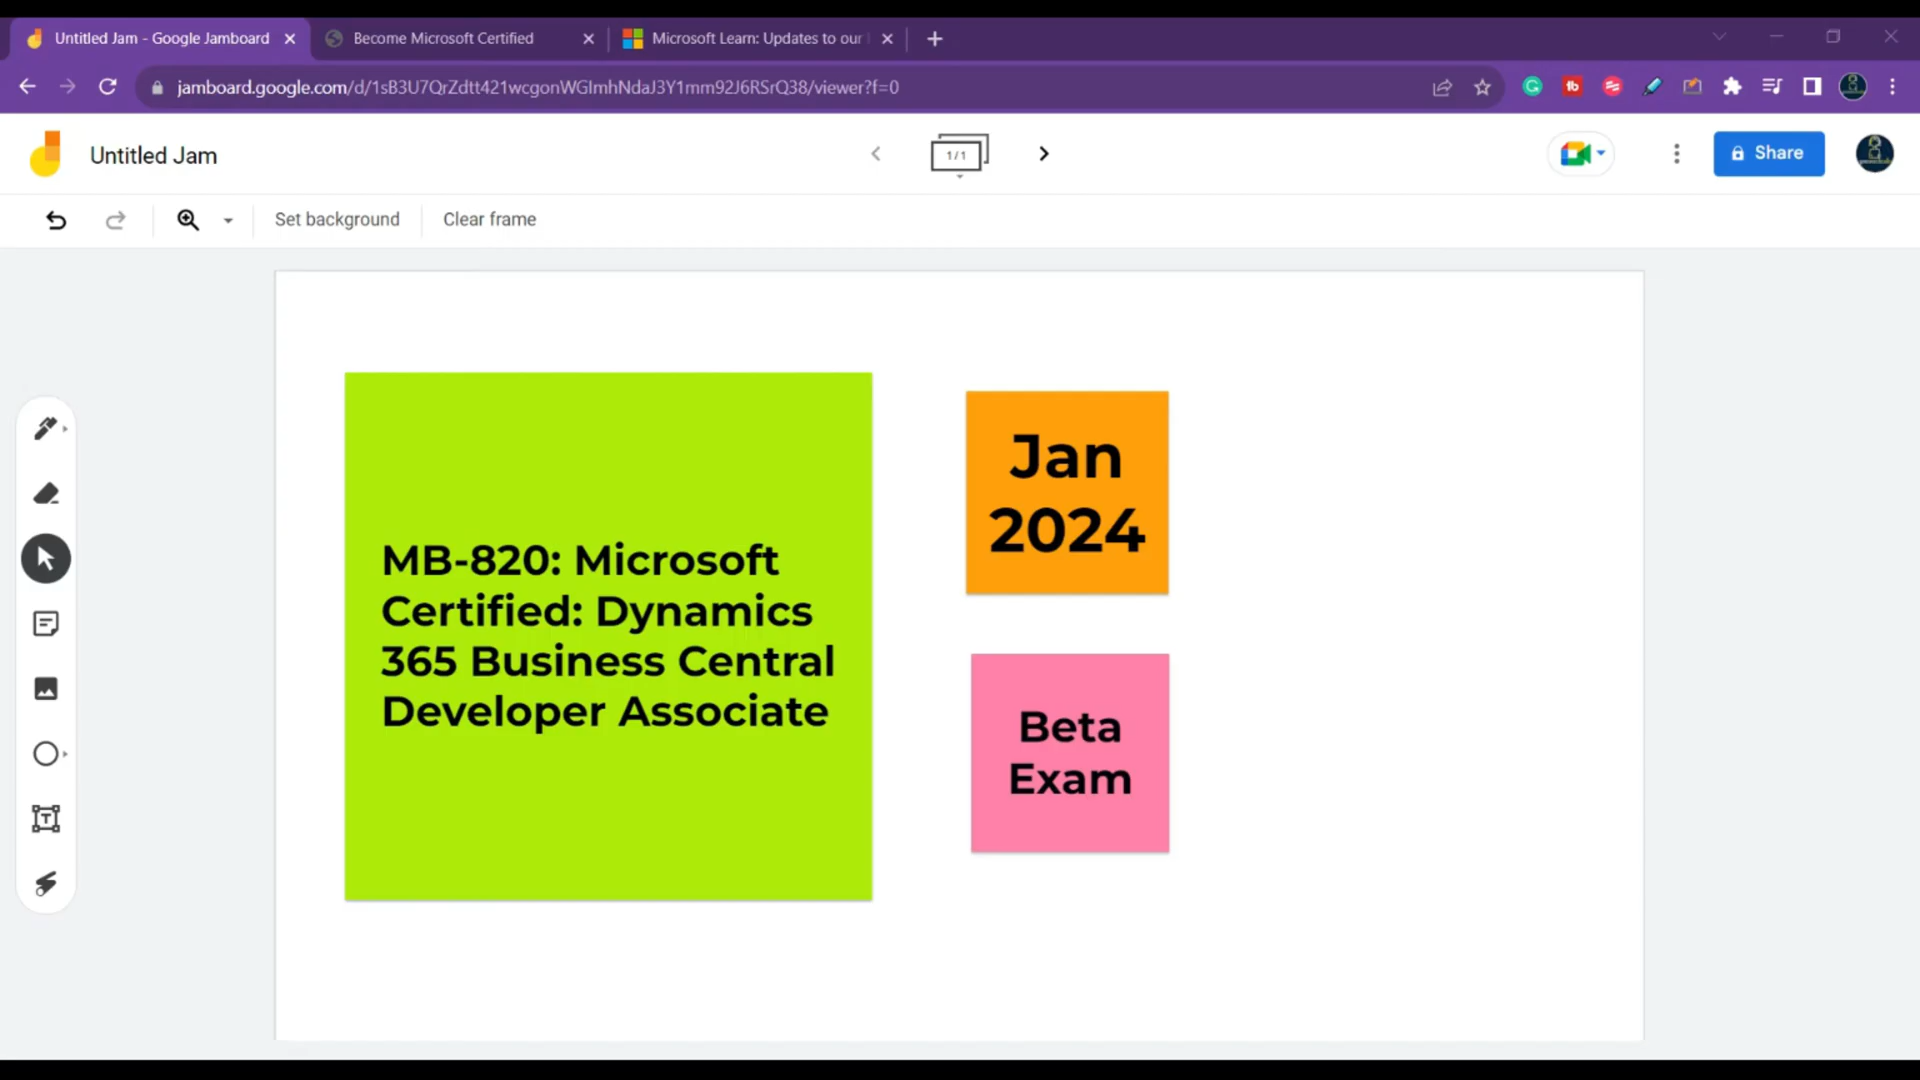 Untitled Jam - Google Jamboard
Become Microsoft Certified
Microsoft Learn: Updates to our
jamboard.google.com/d/1sB3U7QrZdtt421wcgonWGImhNdaJ3Y1mm92J6RSrQ38/viewer?f=0
Untitled Jam
1/1
Share
Set background
Clear frame
MB-820: Microsoft
Certified: Dynamics
365 Business Central
Developer Associate
Jan
2024
Beta
Exam